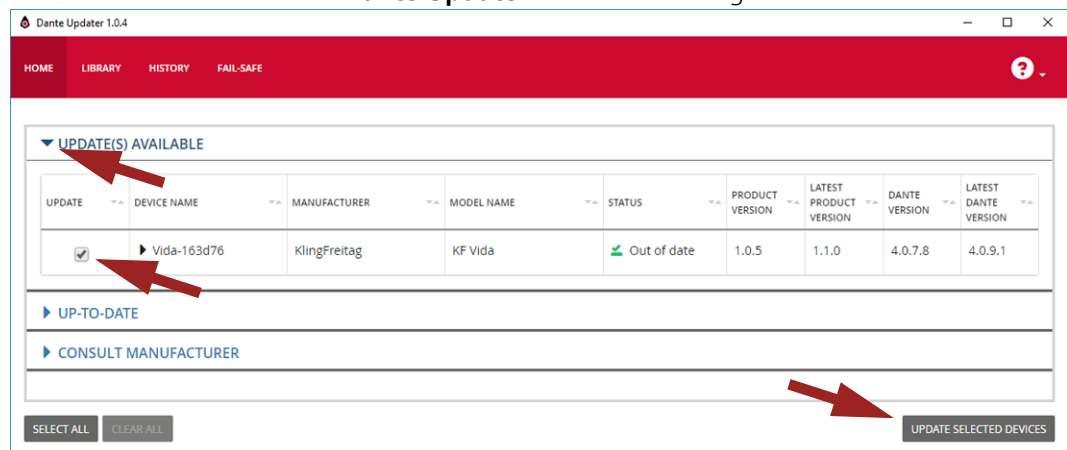 Dante Update
Dante Updater 1.0.4
HOME LIBRARY HISTORY FAIL-SAFE ?
UPDATE(S) AVAILABLE
UPDATE DEVICE NAME MANUFACTURER MODEL NAME STATUS PRODUCT VERSION LATEST PRODUCT VERSION DANTE VERSION LATEST DANTE VERSION
Vida-163d76 KlingFreitag KF Vida Out of date 1.0.5 1.1.0 4.0.7.8 4.0.9.1
UP-TO-DATE
CONSULT MANUFACTURER
SELECT ALL CLEAR ALL UPDATE SELECTED DEVICES